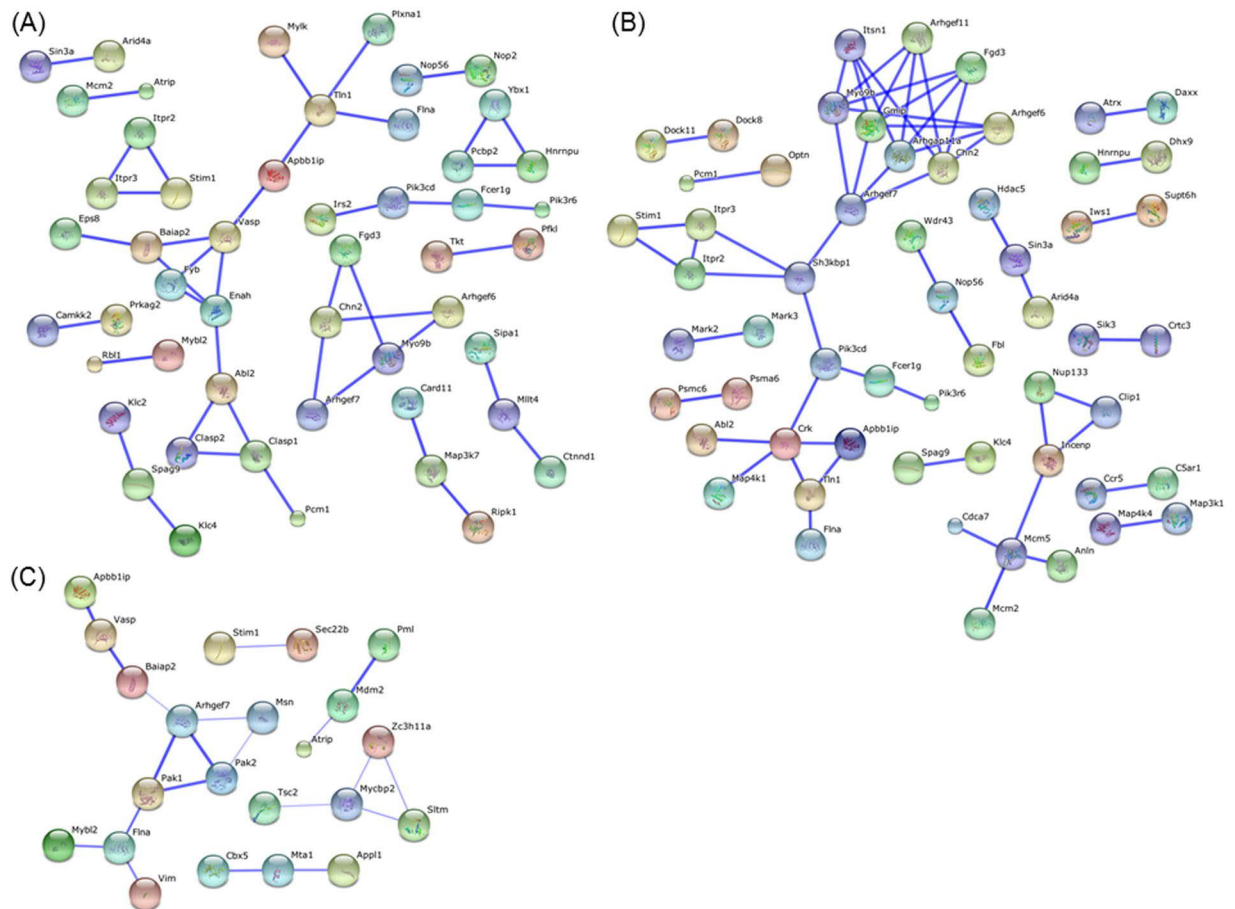 (A)
Sin3a
Arid4a
Mcm2
Atrip
Mylk
Plxna1
Tln1
Flna
Nop56
Nop2
Ybx1
Pcbp2
Hnrnpu
Itpr2
Itpr3
Stim1
Apbb1ip
Irs2
Pik3cd
Fcer1g
Pik3r6
Eps8
Baiap2
Vasp
Fyb
Enah
Tkt
Pfkl
Fgd3
Chn2
Arhgef6
Myo9b
Arhgef7
Camkk2
Prkag2
Rbl1
Mybl2
Sipa1
Mllt4
Ctnnd1
Abl2
Clasp2
Clasp1
Pcm1
Klc2
Spag9
Klc4
Card11
Map3k7
Ripk1
(B)
Itsn1
Arhgef11
Fgd3
Myo9b
Gmip
Arhgef6
Arhgap11a
Chn2
Arhgef7
Dock11
Dock8
Optn
Pcm1
Atrx
Daxx
Hnrnpu
Dhx9
Stim1
Itpr3
Itpr2
Sh3kbp1
Hdac5
Sin3a
Arid4a
Iws1
Supt6h
Wdr43
Nop56
Fbl
Mark2
Mark3
Sik3
Crtc3
Pik3cd
Fcer1g
Pik3r6
Psmc6
Psma6
Nup133
Clip1
Incenp
Abl2
Crk
Apbb1ip
Map4k1
Tln1
Flna
Spag9
Klc4
Ccr5
C5ar1
Map4k4
Map3k1
Cdca7
Mcm5
Anln
Mcm2
(C)
Apbb1ip
Vasp
Baiap2
Stim1
Sec22b
Pml
Mdm2
Atrip
Arhgef7
Msn
Pak1
Pak2
Zc3h11a
Tsc2
Mycbp2
Sltm
Mybl2
Flna
Vim
Cbx5
Mta1
Appl1